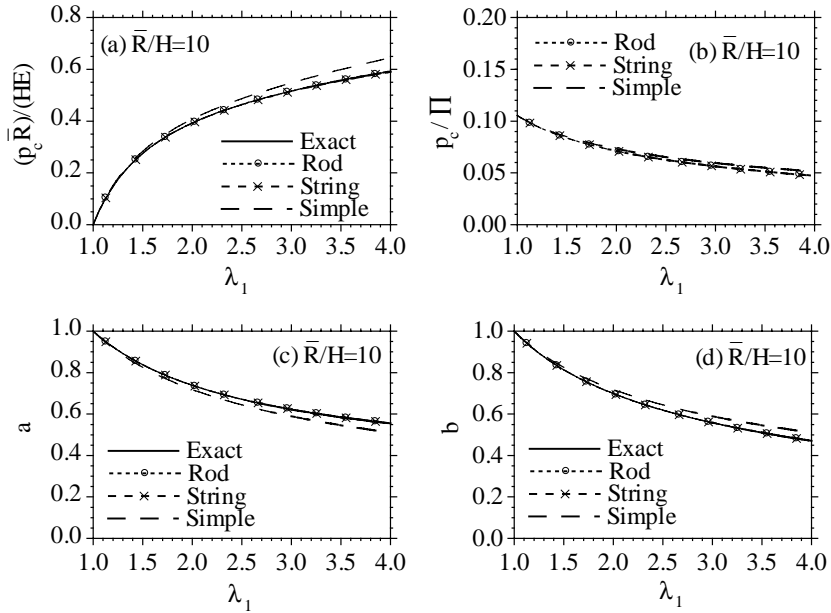 (a) R̄/H=10
(p_c R̄)/(HE)
0.6
0.4
0.2
0.0
Exact
Rod
String
Simple
1.0 1.5 2.0 2.5 3.0 3.5 4.0
λ₁
(b) R̄/H=10
p_c/Π
0.20
0.15
0.10
0.05
0.00
Rod
String
Simple
1.0 1.5 2.0 2.5 3.0 3.5 4.0
λ₁
(c) R̄/H=10
a
1.0
0.8
0.6
0.4
0.2
0.0
Exact
Rod
String
Simple
1.0 1.5 2.0 2.5 3.0 3.5 4.0
λ₁
(d) R̄/H=10
b
1.0
0.8
0.6
0.4
0.2
0.0
Exact
Rod
String
Simple
1.0 1.5 2.0 2.5 3.0 3.5 4.0
λ₁